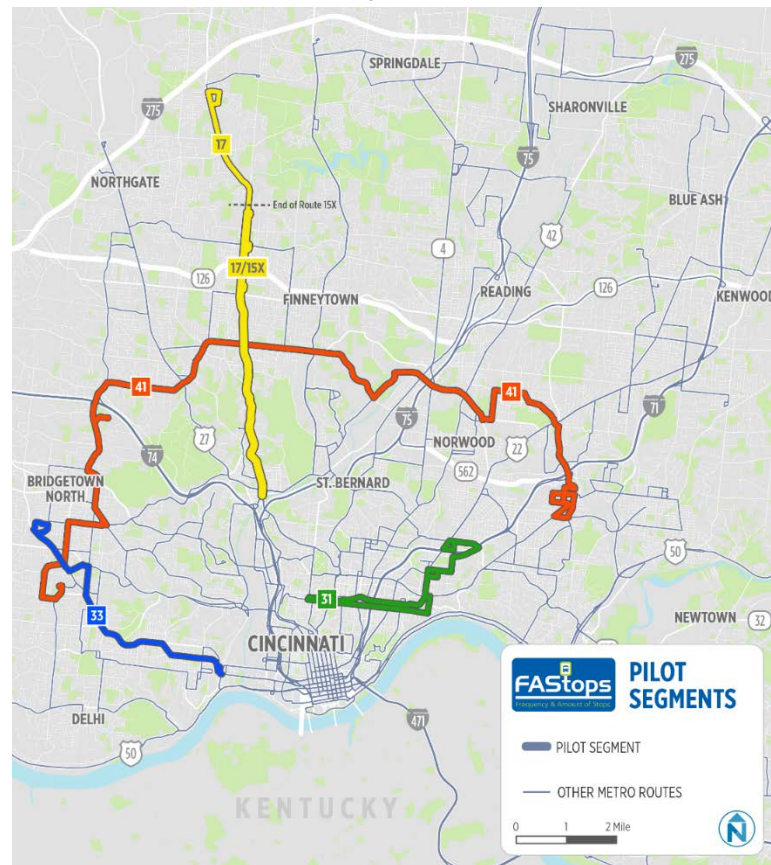 SPRINGDALE
275
275
SHARONVILLE
75
17
NORTHGATE
End of Route 15X
BLUE ASH
4
42
17/15X
126
FINNEYTOWN
READING
126
KENWOOD
41
41
75
71
27
NORWOOD
22
74
BRIDGETOWN
NORTH
ST. BERNARD
562
50
31
33
NEWTOWN
32
CINCINNATI
DELHI
50
471
KENTUCKY
FAStops
Frequency & Amount of Stops
PILOT
SEGMENTS
PILOT SEGMENT
OTHER METRO ROUTES
0 1 2 Mile
N